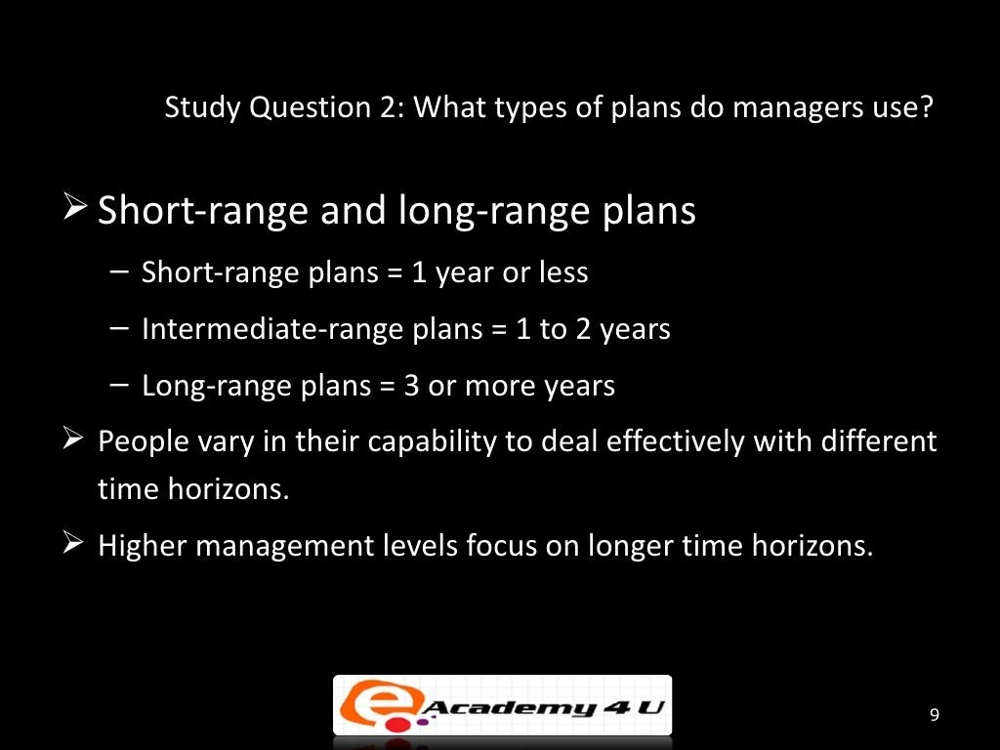 Study Question 2: What types of plans do managers use?
➢ Short-range and long-range plans
– Short-range plans = 1 year or less
– Intermediate-range plans = 1 to 2 years
– Long-range plans = 3 or more years
➢ People vary in their capability to deal effectively with different
time horizons.
➢ Higher management levels focus on longer time horizons.
eAcademy 4 U
9